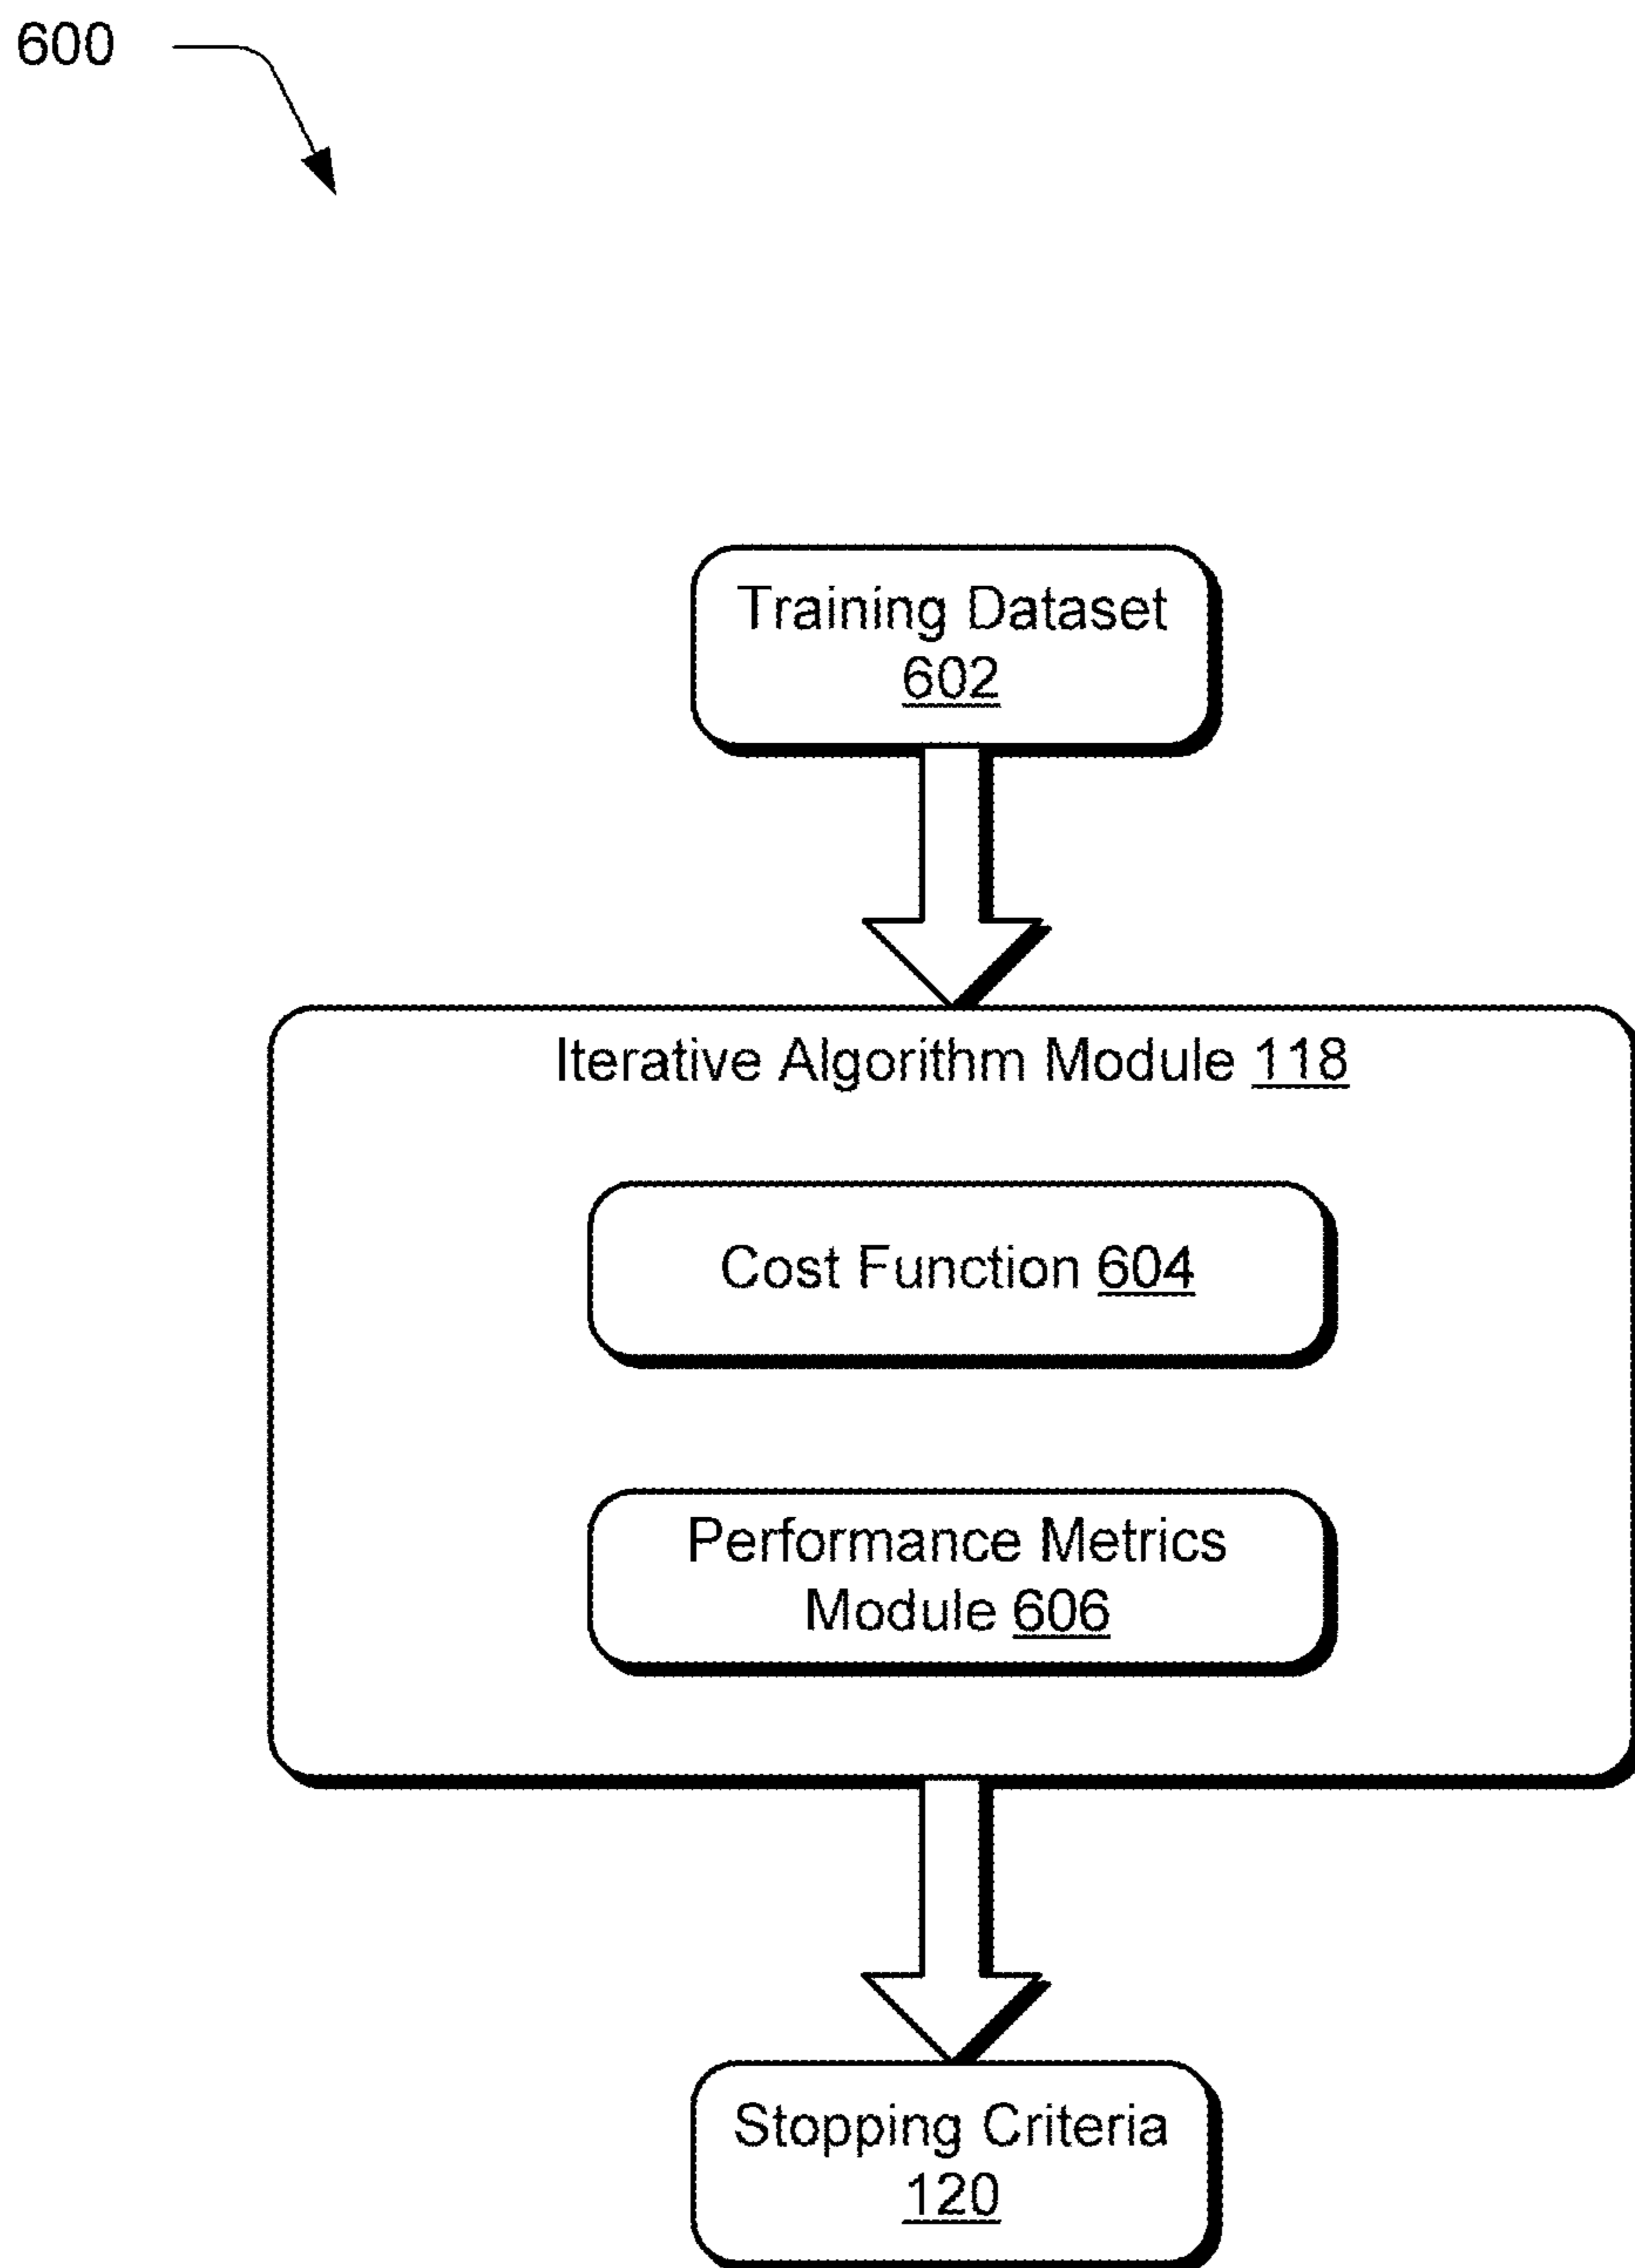 600
Training Dataset
602
Iterative Algorithm Module 118
Cost Function 604
Performance Metrics
Module 606
Stopping Criteria
120